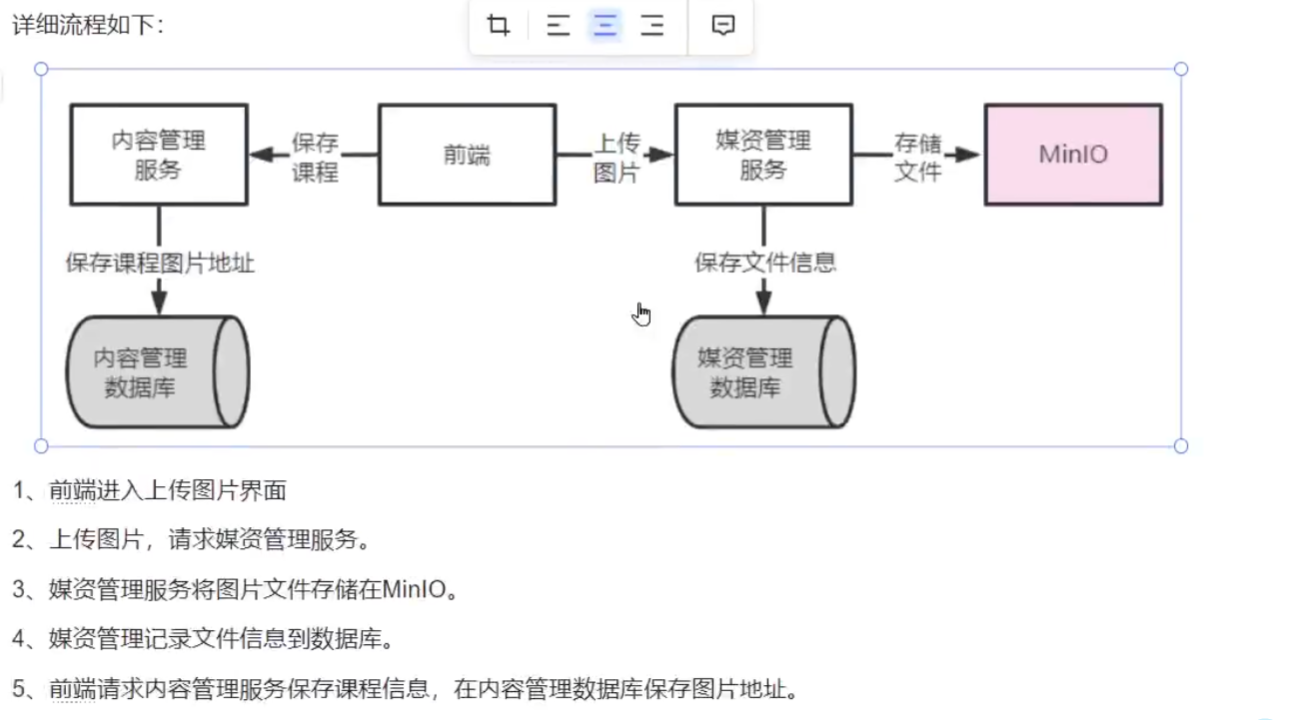 详细流程如下：
内容管理
服务
保存
课程
前端
上传
图片
媒资管理
服务
存储
文件
MinIO
保存课程图片地址
保存文件信息
内容管理
数据库
媒资管理
数据库
1、前端进入上传图片界面
2、上传图片，请求媒资管理服务。
3、媒资管理服务将图片文件存储在MinIO。
4、媒资管理记录文件信息到数据库。
5、前端请求内容管理服务保存课程信息，在内容管理数据库保存图片地址。